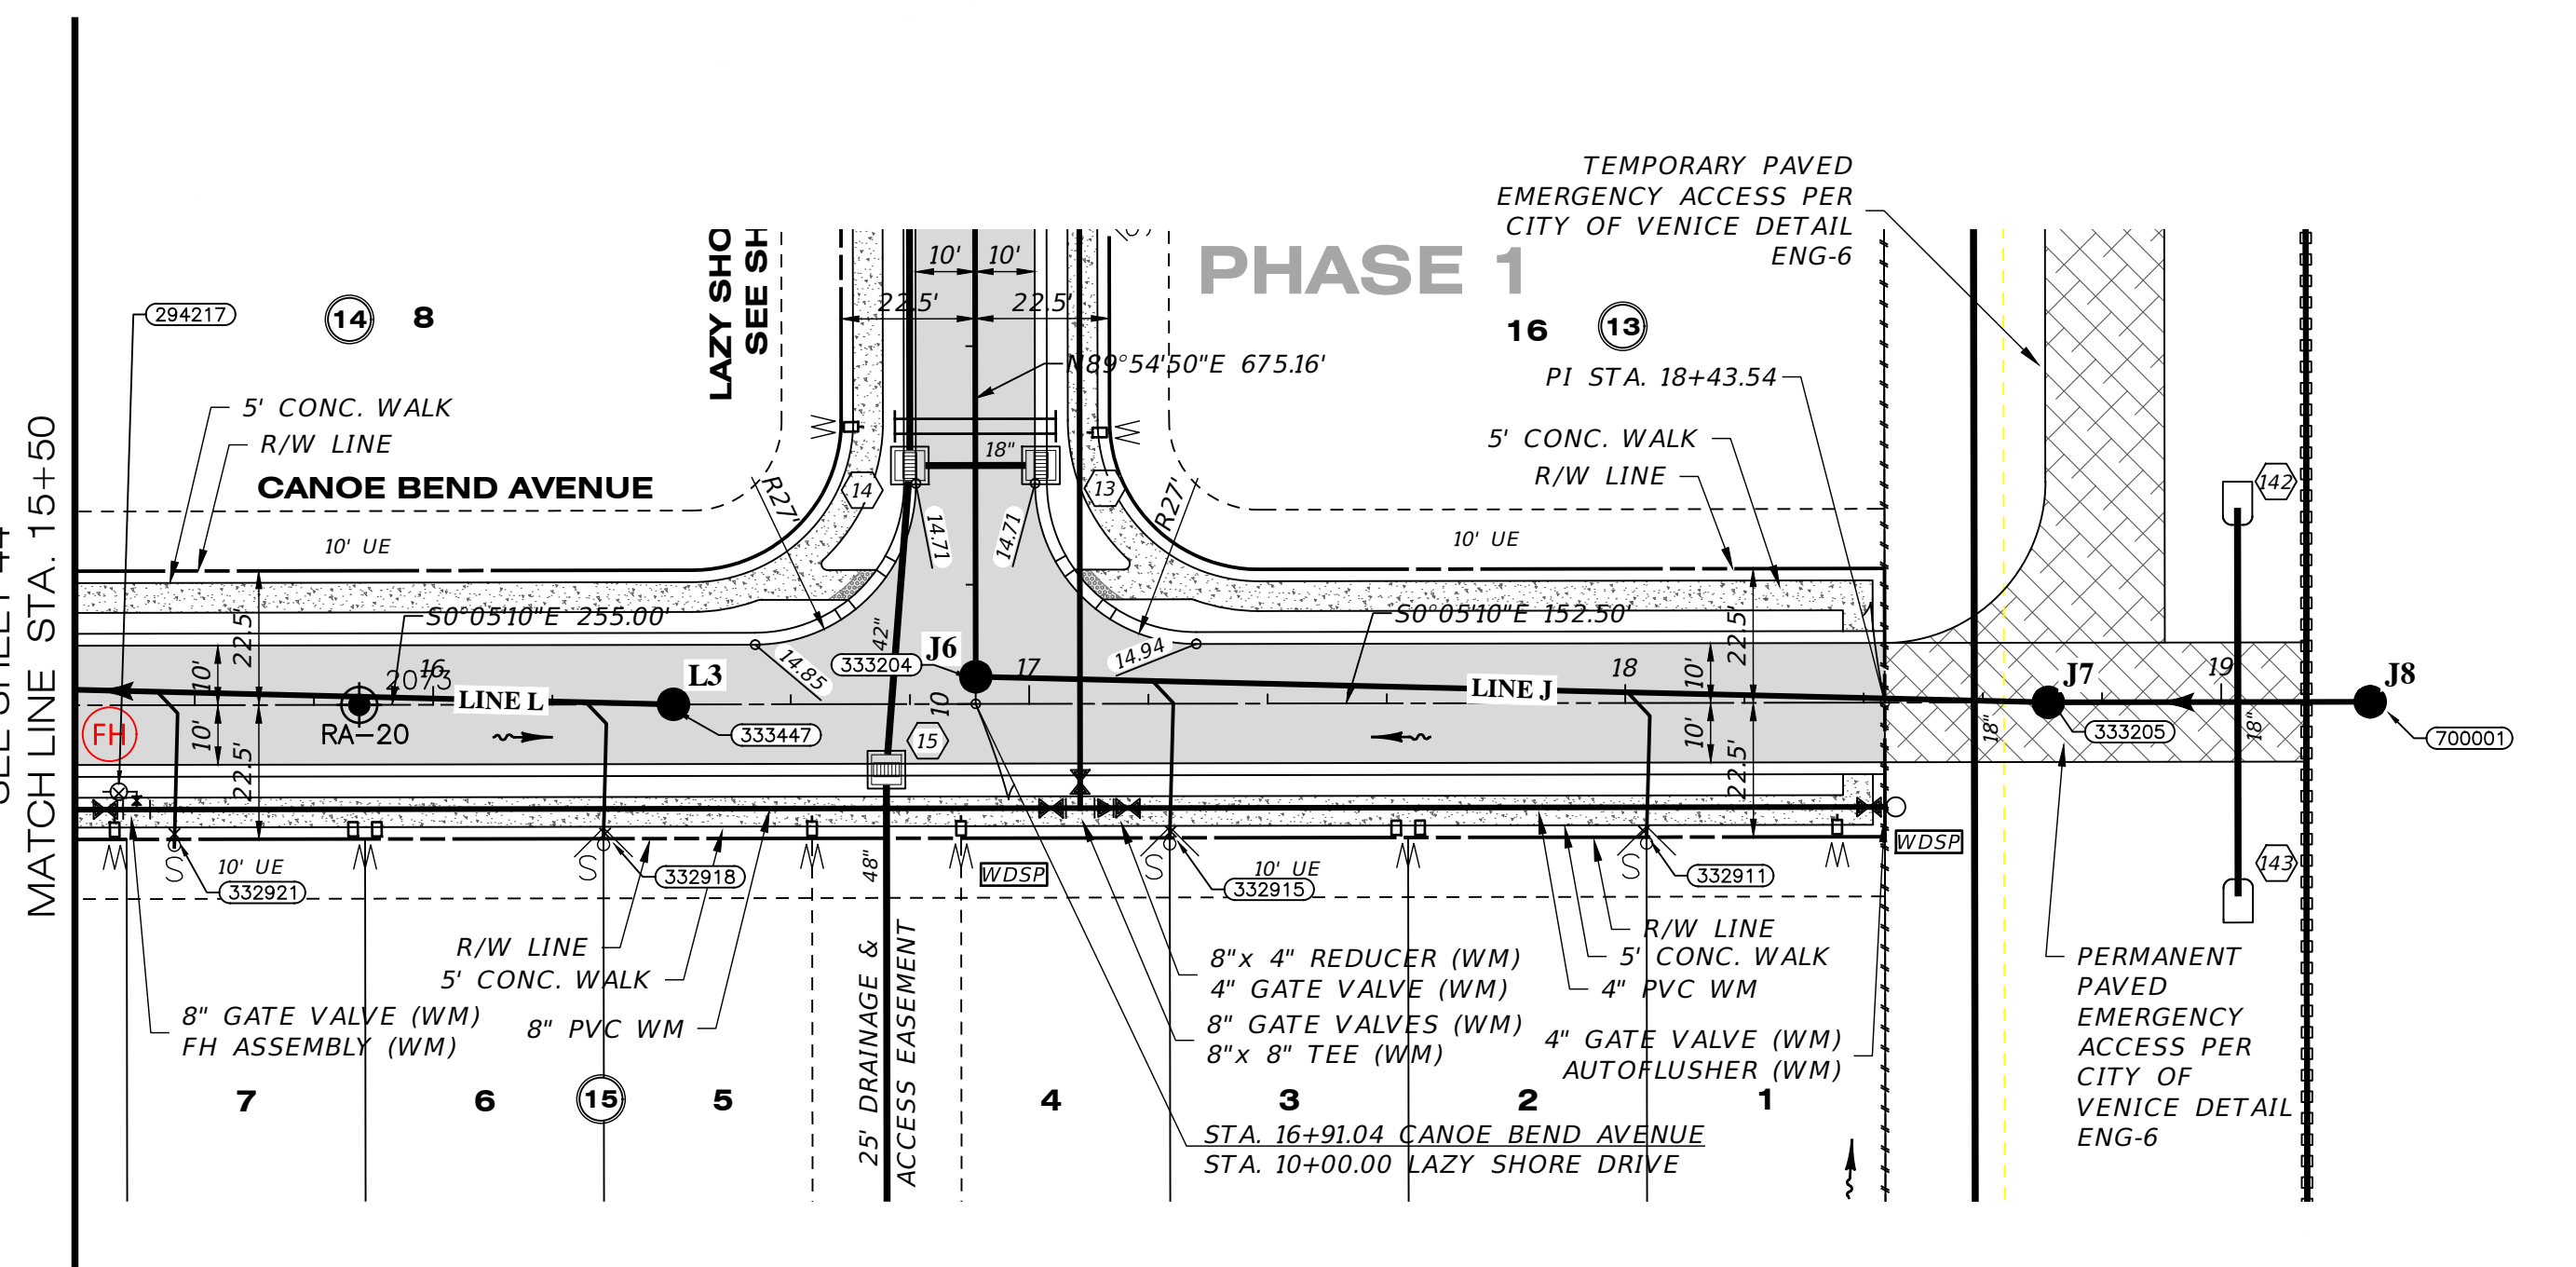 SEE SHEET 44
MATCH LINE STA. 15+50
TEMPORARY PAVED
EMERGENCY ACCESS PER
CITY OF VENICE DETAIL
ENG-6
PHASE 1
LAZY SHO
SEE SH
10'
10'
22.5'
22.5'
294217
14
8
16
13
N89°54'50"E 675.16'
PI STA. 18+43.54
5' CONC. WALK
R/W LINE
CANOE BEND AVENUE
5' CONC. WALK
R/W LINE
18"
14
13
142
R27'
R27'
14.71
14.71
10' UE
10' UE
S0°05'10"E 255.00'
S0°05'10"E 152.50'
22.5'
10'
10'
22.5'
42"
J6
333204
14.85
14.94
17
18
19
16
2073
L3
LINE L
LINE J
J7
J8
22.5'
10'
10'
22.5'
FH
RA-20
333447
10
15
18"
18"
333205
700001
WDSP
WDSP
S
S
S
S
10' UE
332921
332918
48"
10' UE
332915
332911
143
R/W LINE
5' CONC. WALK
8" PVC WM
8" GATE VALVE (WM)
FH ASSEMBLY (WM)
25' DRAINAGE &
ACCESS EASEMENT
8"x 4" REDUCER (WM)
4" GATE VALVE (WM)
8" GATE VALVES (WM)
8"x 8" TEE (WM)
R/W LINE
5' CONC. WALK
4" PVC WM
4" GATE VALVE (WM)
AUTOFLUSHER (WM)
PERMANENT
PAVED
EMERGENCY
ACCESS PER
CITY OF
VENICE DETAIL
ENG-6
7
6
15
5
4
3
2
1
STA. 16+91.04 CANOE BEND AVENUE
STA. 10+00.00 LAZY SHORE DRIVE